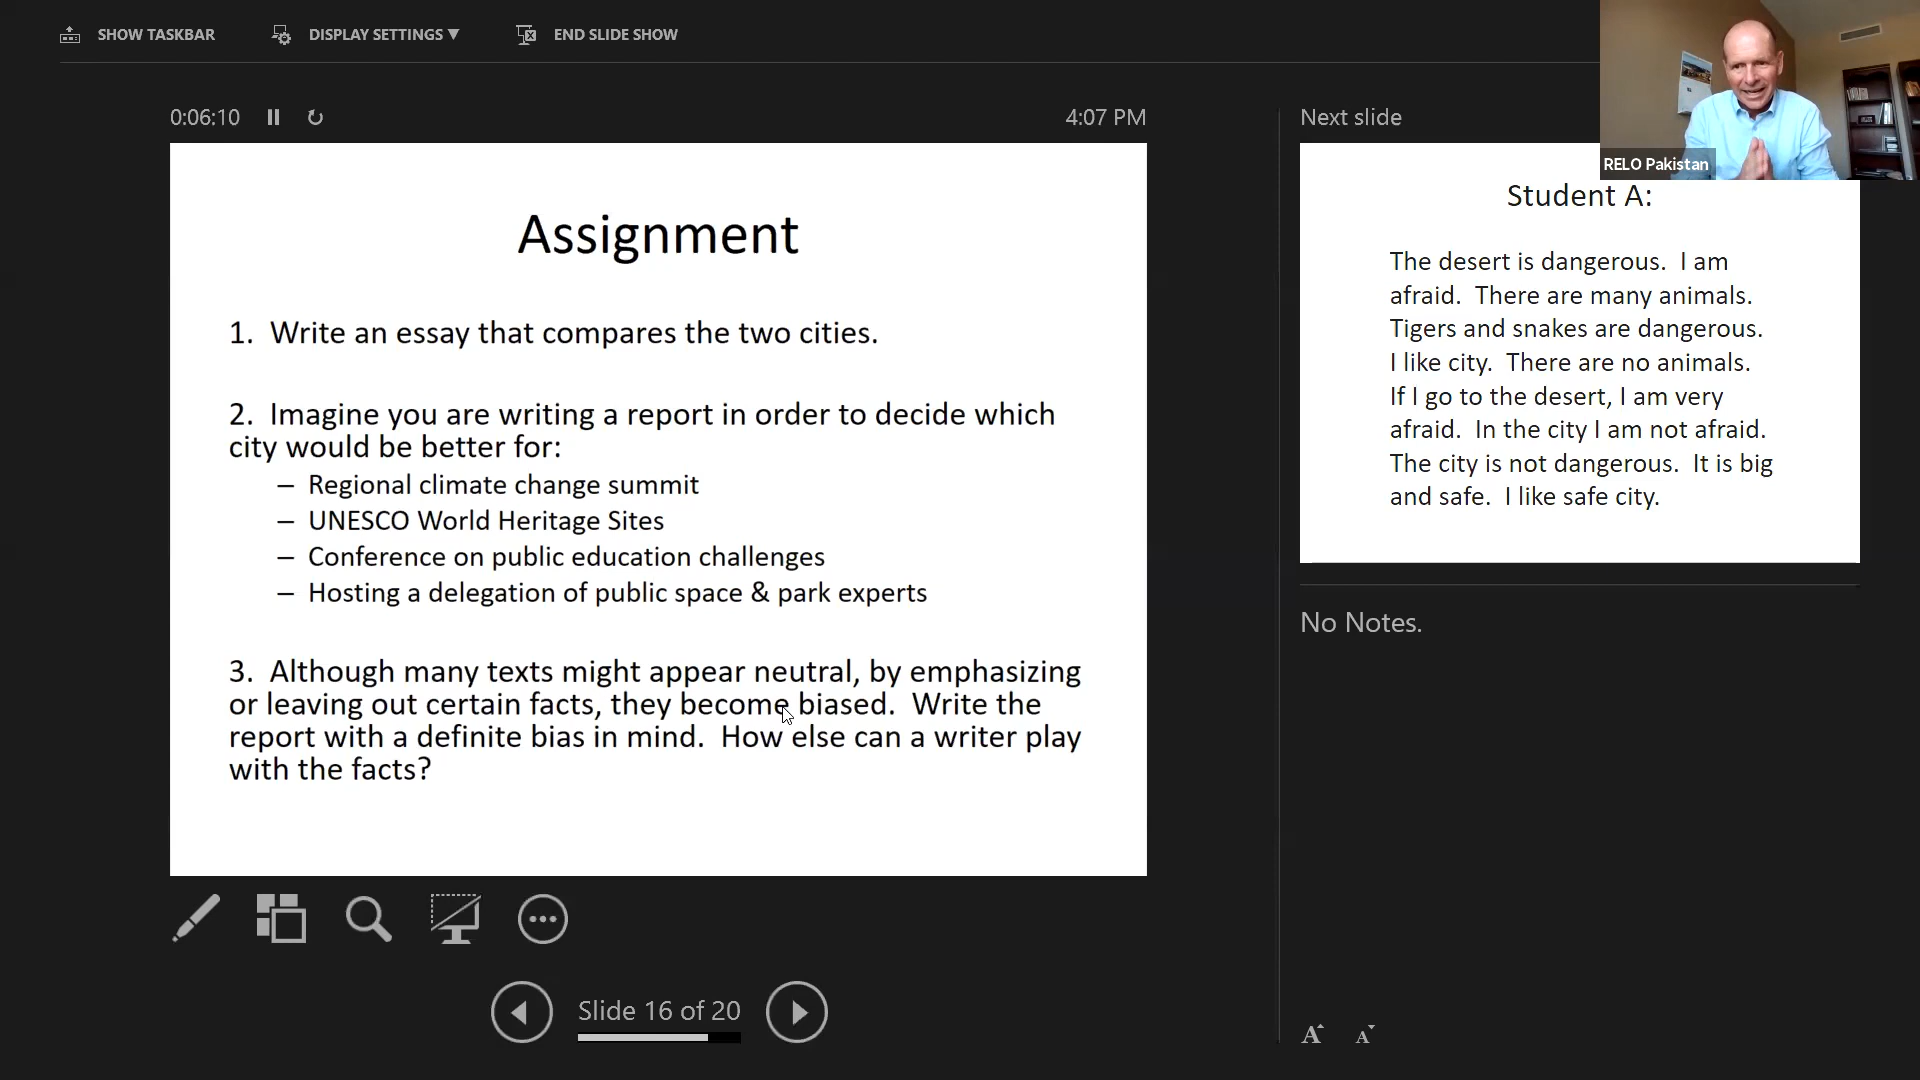 SHOW TASKBAR
DISPLAY SETTINGS ▼
END SLIDE SHOW
0:06:10
4:07 PM
Assignment
1. Write an essay that compares the two cities.
2. Imagine you are writing a report in order to decide which
city would be better for:
– Regional climate change summit
– UNESCO World Heritage Sites
– Conference on public education challenges
– Hosting a delegation of public space & park experts
3. Although many texts might appear neutral, by emphasizing
or leaving out certain facts, they become biased. Write the
report with a definite bias in mind. How else can a writer play
with the facts?
Slide 16 of 20
Next slide
RELO Pakistan
Student A:
The desert is dangerous. I am
afraid. There are many animals.
Tigers and snakes are dangerous.
I like city. There are no animals.
If I go to the desert, I am very
afraid. In the city I am not afraid.
The city is not dangerous. It is big
and safe. I like safe city.
No Notes.
A A